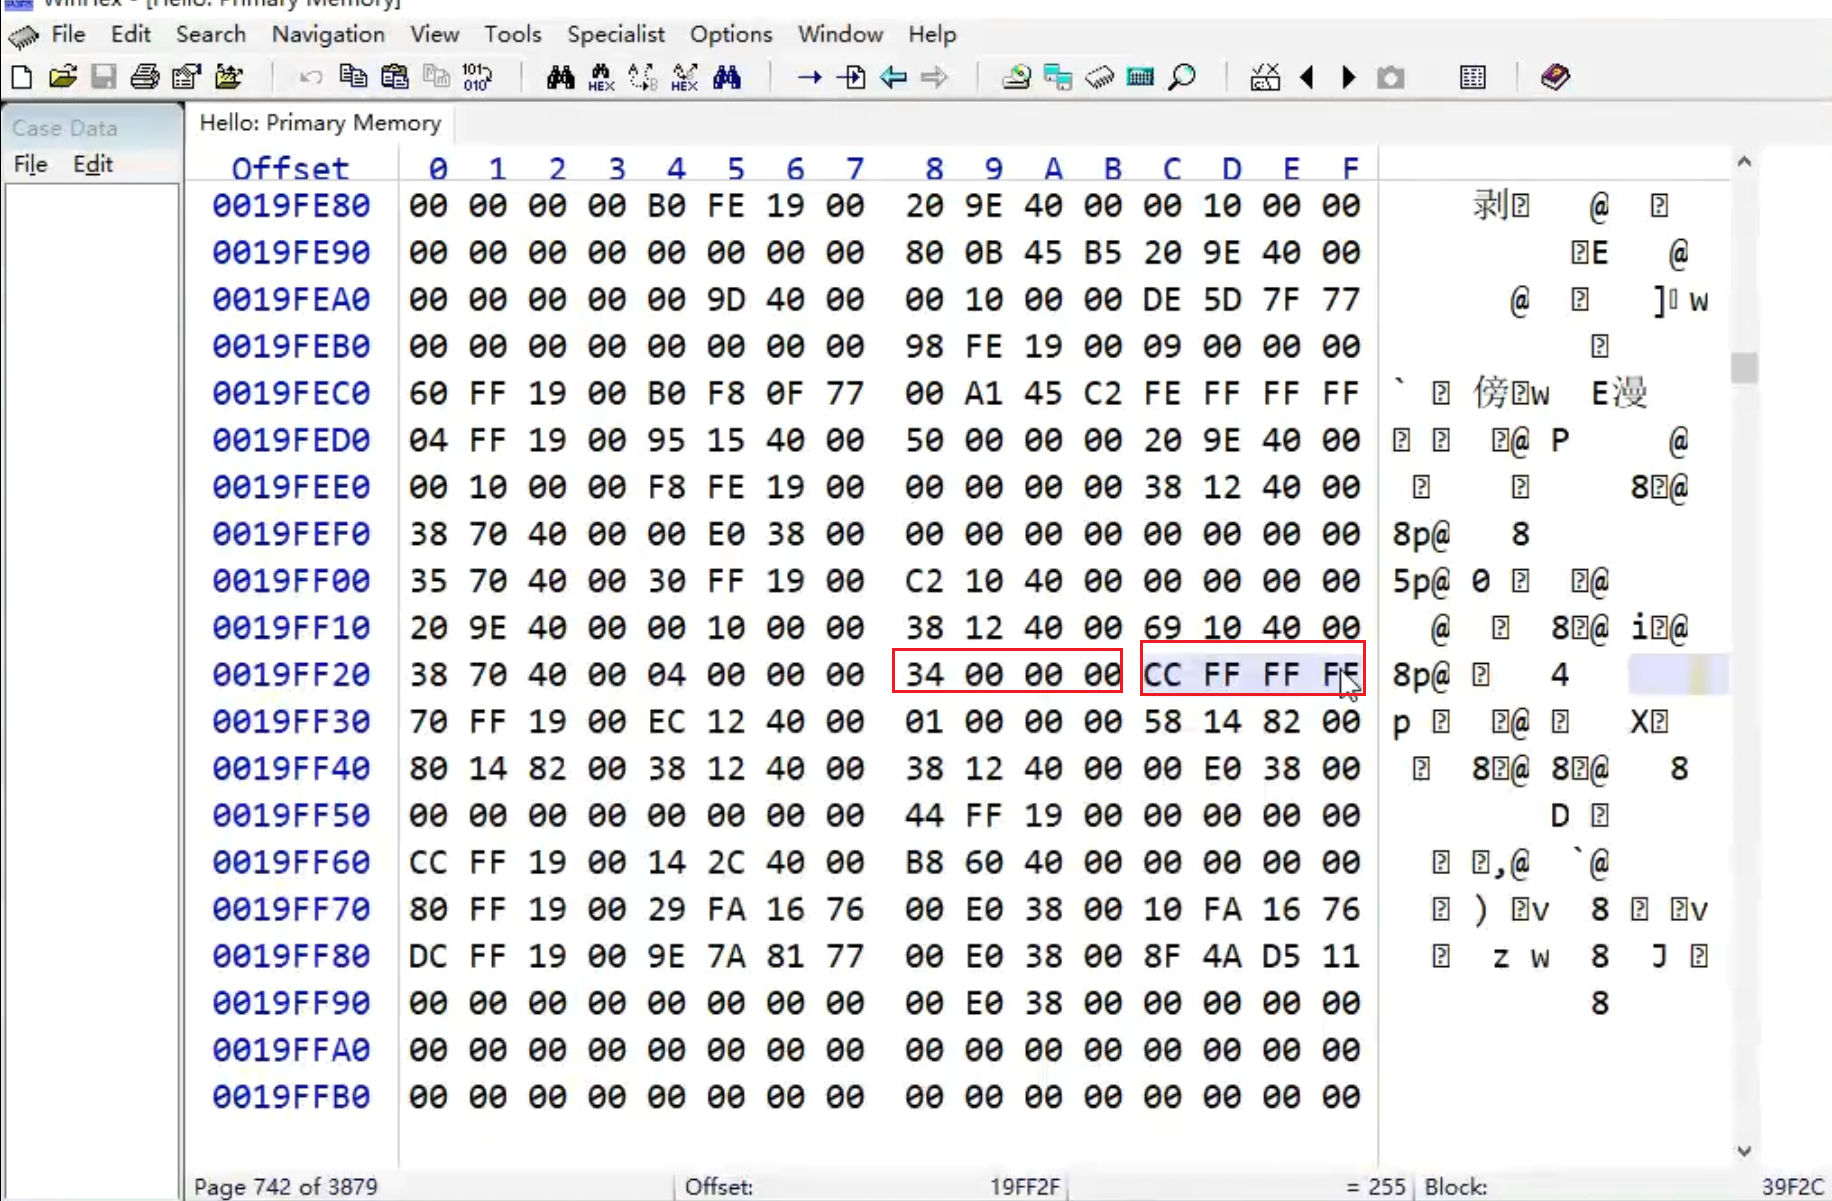 WinHex - [Hello: Primary Memory]
File Edit Search Navigation View Tools Specialist Options Window Help
Case Data
File Edit
Hello: Primary Memory
Offset 0 1 2 3 4 5 6 7 8 9 A B C D E F
0019FE80 00 00 00 00 B0 FE 19 00 20 9E 40 00 00 10 00 00 剥 @
0019FE90 00 00 00 00 00 00 00 00 80 0B 45 B5 20 9E 40 00 E @
0019FEA0 00 00 00 00 00 9D 40 00 00 10 00 00 DE 5D 7F 77 @ ] w
0019FEB0 00 00 00 00 00 00 00 00 98 FE 19 00 09 00 00 00
0019FEC0 60 FF 19 00 B0 F8 0F 77 00 A1 45 C2 FE FF FF FF ` 傍 w E漫
0019FED0 04 FF 19 00 95 15 40 00 50 00 00 00 20 9E 40 00 @ P @
0019FEE0 00 10 00 00 F8 FE 19 00 00 00 00 00 38 12 40 00 8 @
0019FEF0 38 70 40 00 00 E0 38 00 00 00 00 00 00 00 00 00 8p@ 8
0019FF00 35 70 40 00 30 FF 19 00 C2 10 40 00 00 00 00 00 5p@ 0 @
0019FF10 20 9E 40 00 00 10 00 00 38 12 40 00 69 10 40 00 @ 8 @ i @
0019FF20 38 70 40 00 04 00 00 00 34 00 00 00 CC FF FF FF 8p@ 4
0019FF30 70 FF 19 00 EC 12 40 00 01 00 00 00 58 14 82 00 p @ X
0019FF40 80 14 82 00 38 12 40 00 38 12 40 00 00 E0 38 00 8 @ 8 @ 8
0019FF50 00 00 00 00 00 00 00 00 44 FF 19 00 00 00 00 00 D
0019FF60 CC FF 19 00 14 2C 40 00 B8 60 40 00 00 00 00 00 ,@ `@
0019FF70 80 FF 19 00 29 FA 16 76 00 E0 38 00 10 FA 16 76 ) v 8 v
0019FF80 DC FF 19 00 9E 7A 81 77 00 E0 38 00 8F 4A D5 11 z w 8 J
0019FF90 00 00 00 00 00 00 00 00 00 E0 38 00 00 00 00 00 8
0019FFA0 00 00 00 00 00 00 00 00 00 00 00 00 00 00 00 00
0019FFB0 00 00 00 00 00 00 00 00 00 00 00 00 00 00 00 00
Page 742 of 3879 Offset: 19FF2F = 255 Block: 39F2C